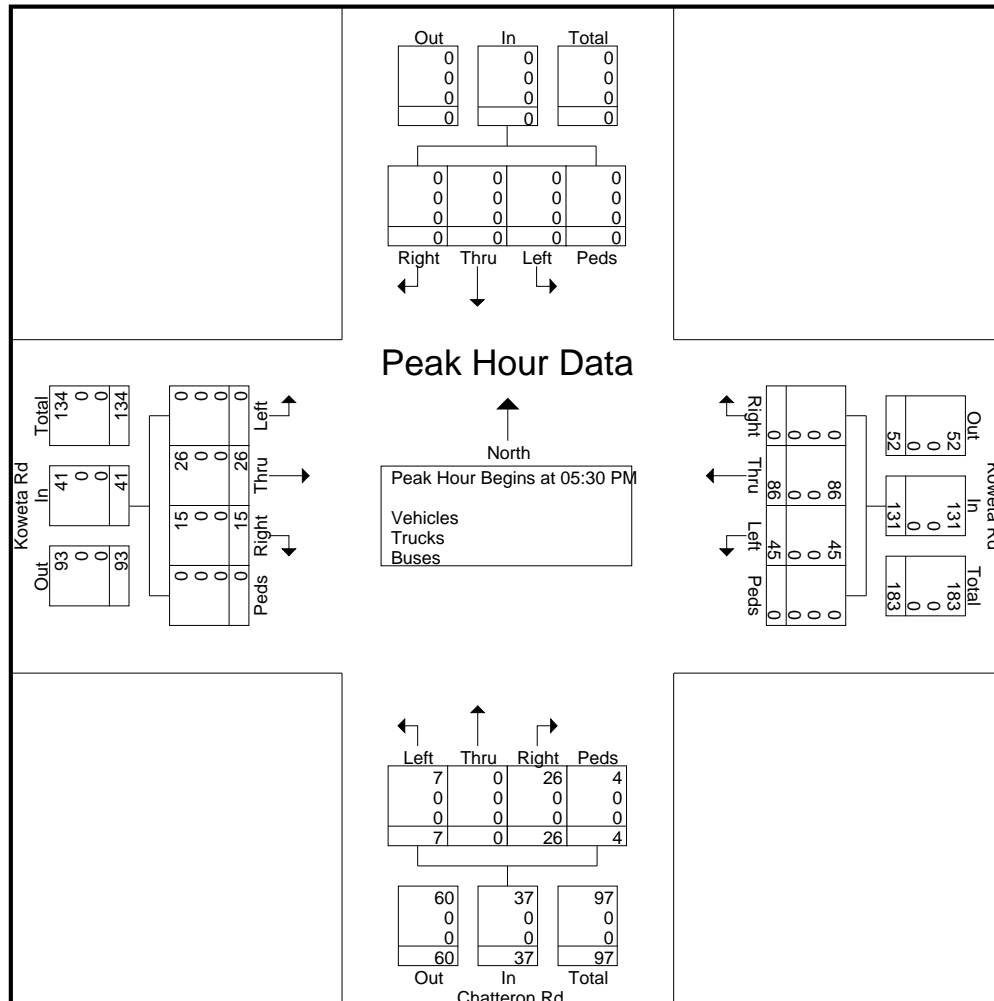 Out In Total
0 0 0
0 0 0
0 0 0
0 0 0
0 0 0 0
0 0 0 0
0 0 0 0
0 0 0 0
Right Thru Left Peds
Peak Hour Data
North
Peak Hour Begins at 05:30 PM
Vehicles
Trucks
Buses
Koweta Rd
Out In Total
93 41 134
0 0 0
0 0 0
93 41 134
Peds Right Thru Left
0 15 26 0
0 0 0 0
0 0 0 0
0 15 26 0
Right Thru Left Peds
0 86 45 0
0 0 0 0
0 0 0 0
0 86 45 0
Out In Total
52 131 183
0 0 0
0 0 0
52 131 183
Koweta Rd
Left Thru Right Peds
7 0 26 4
0 0 0 0
0 0 0 0
7 0 26 4
60 37 97
0 0 0
0 0 0
60 37 97
Out In Total
Chatteron Rd